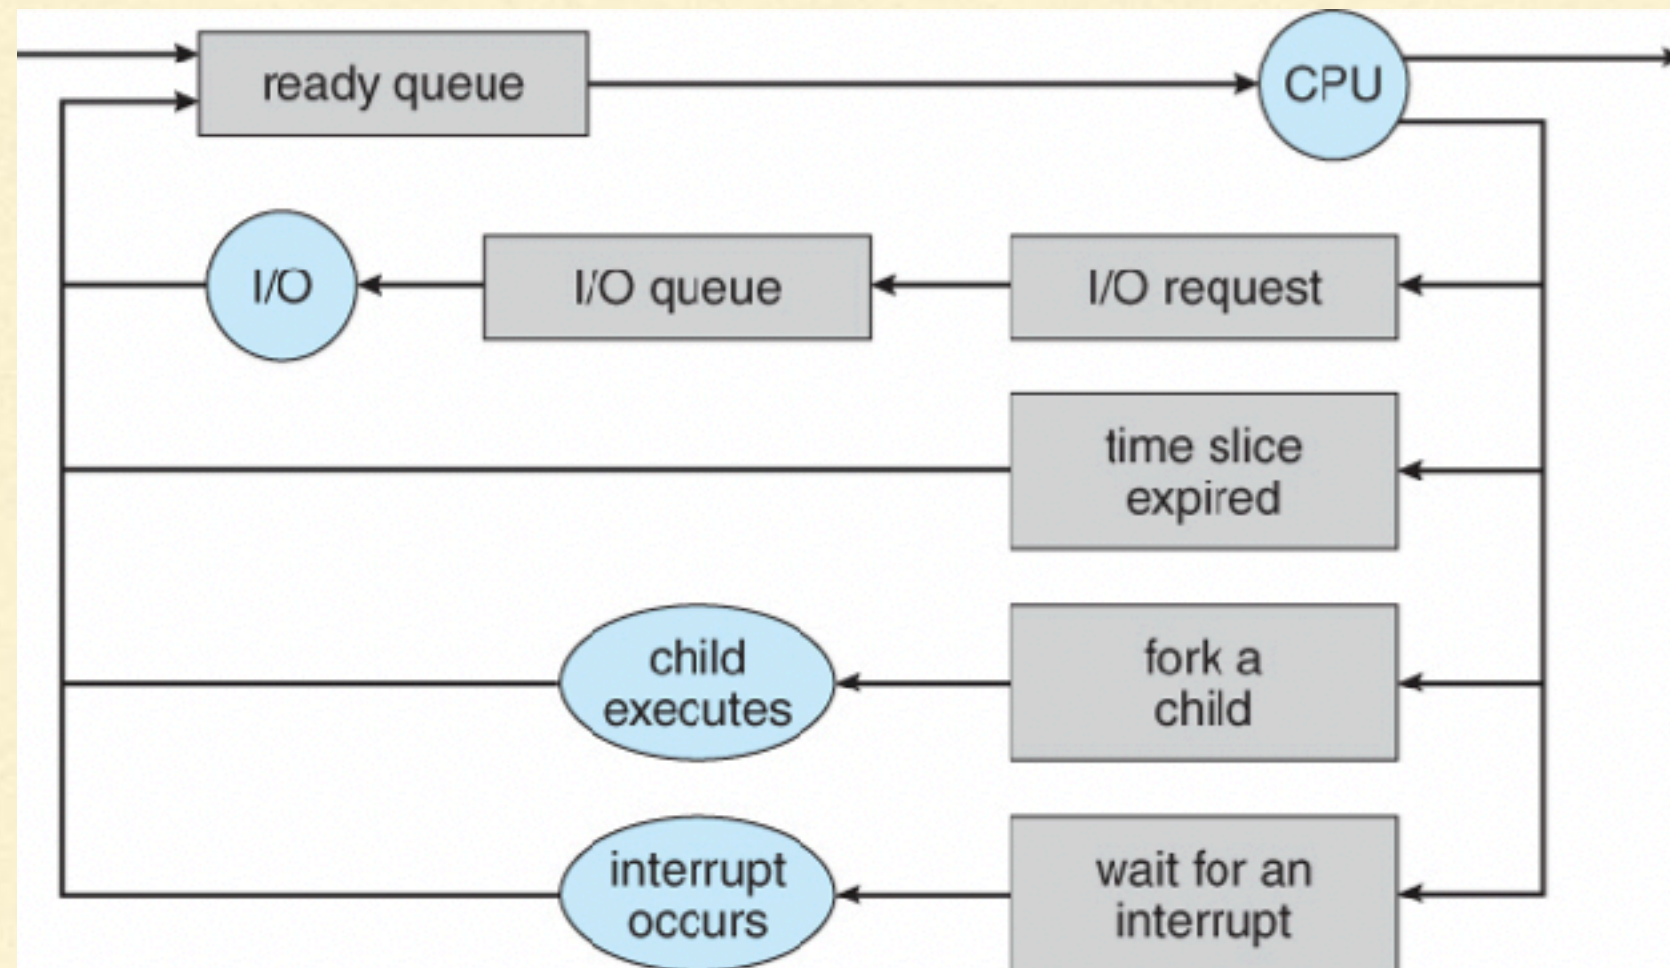 ready queue
CPU
I/O
I/O queue
I/O request
time slice
expired
child
executes
fork a
child
interrupt
occurs
wait for an
interrupt